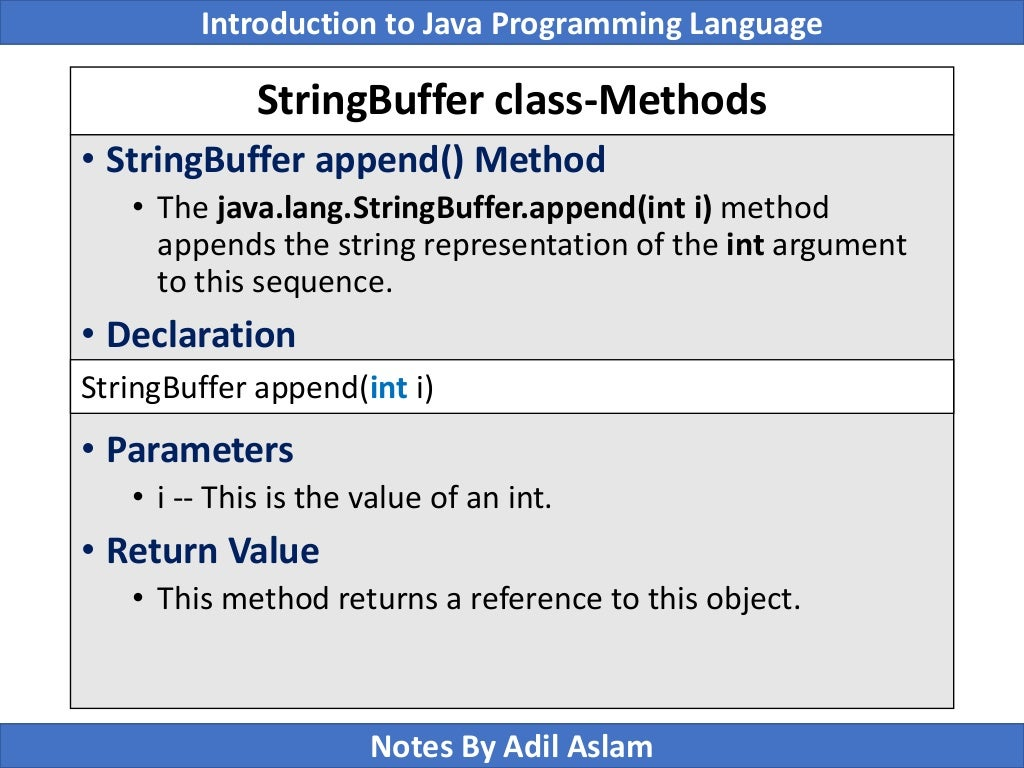 Introduction to Java Programming Language
StringBuffer class-Methods
• StringBuffer append() Method
• The java.lang.StringBuffer.append(int i) method
appends the string representation of the int argument
to this sequence.
• Declaration
StringBuffer append(int i)
• Parameters
• i -- This is the value of an int.
• Return Value
• This method returns a reference to this object.
Notes By Adil Aslam